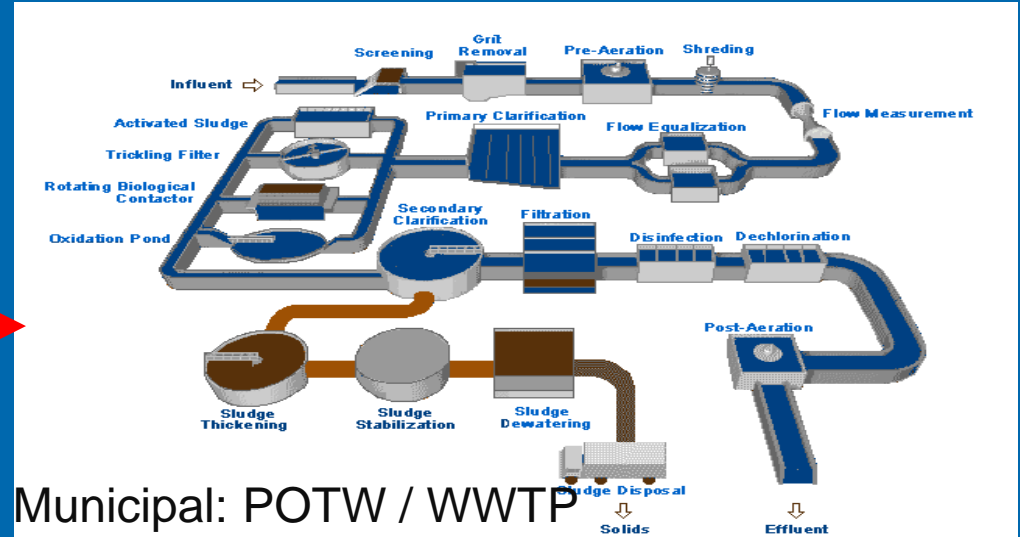 Grit
Screening Removal Pre-Aeration Shreding
Influent
Flow Measurement
Activated Sludge
Primary Clarification
Flow Equalization
Trickling Filter
Rotating Biological
Contactor
Secondary
Clarification
Filtration
Oxidation Pond
Disinfection Dechlorination
Post-Aeration
Sludge
Thickening
Sludge
Stabilization
Sludge
Dewatering
Sludge Disposal
Municipal: POTW / WWTP
Solids
Effluent